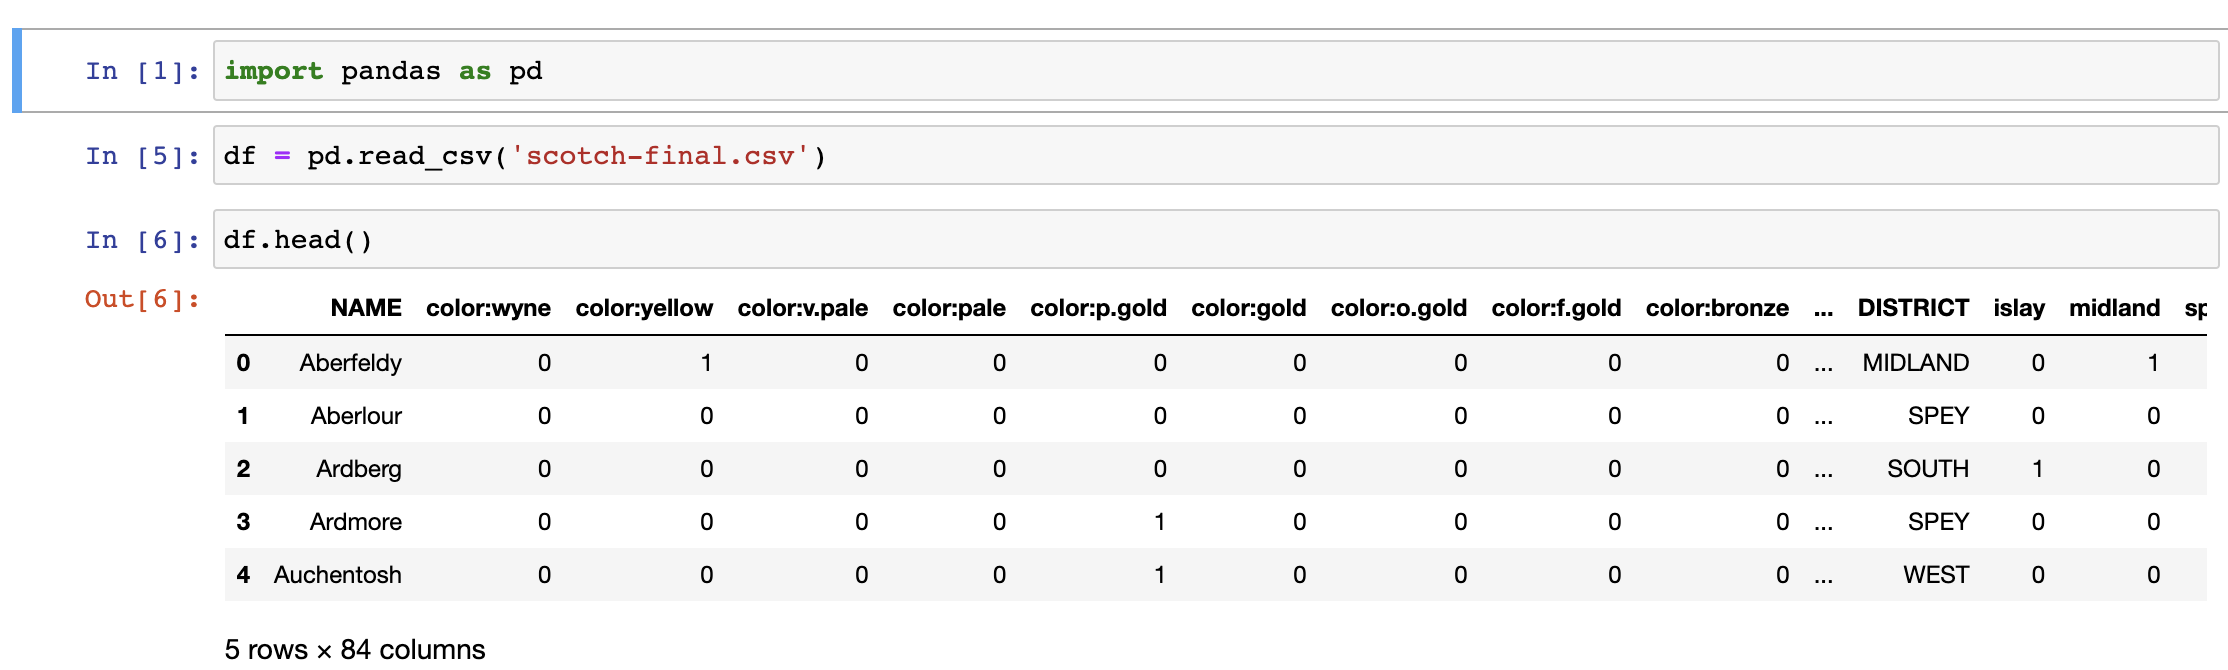 In [1]: import pandas as pd
In [5]: df = pd.read_csv('scotch-final.csv')
In [6]: df.head()
Out[6]:
NAME color:wyne color:yellow color:v.pale color:pale color:p.gold color:gold color:o.gold color:f.gold color:bronze ... DISTRICT islay midland sp
0 Aberfeldy 0 1 0 0 0 0 0 0 0 ... MIDLAND 0 1
1 Aberlour 0 0 0 0 0 0 0 0 0 ... SPEY 0 0
2 Ardberg 0 0 0 0 0 0 0 0 0 ... SOUTH 1 0
3 Ardmore 0 0 0 0 1 0 0 0 0 ... SPEY 0 0
4 Auchentosh 0 0 0 0 1 0 0 0 0 ... WEST 0 0
5 rows × 84 columns